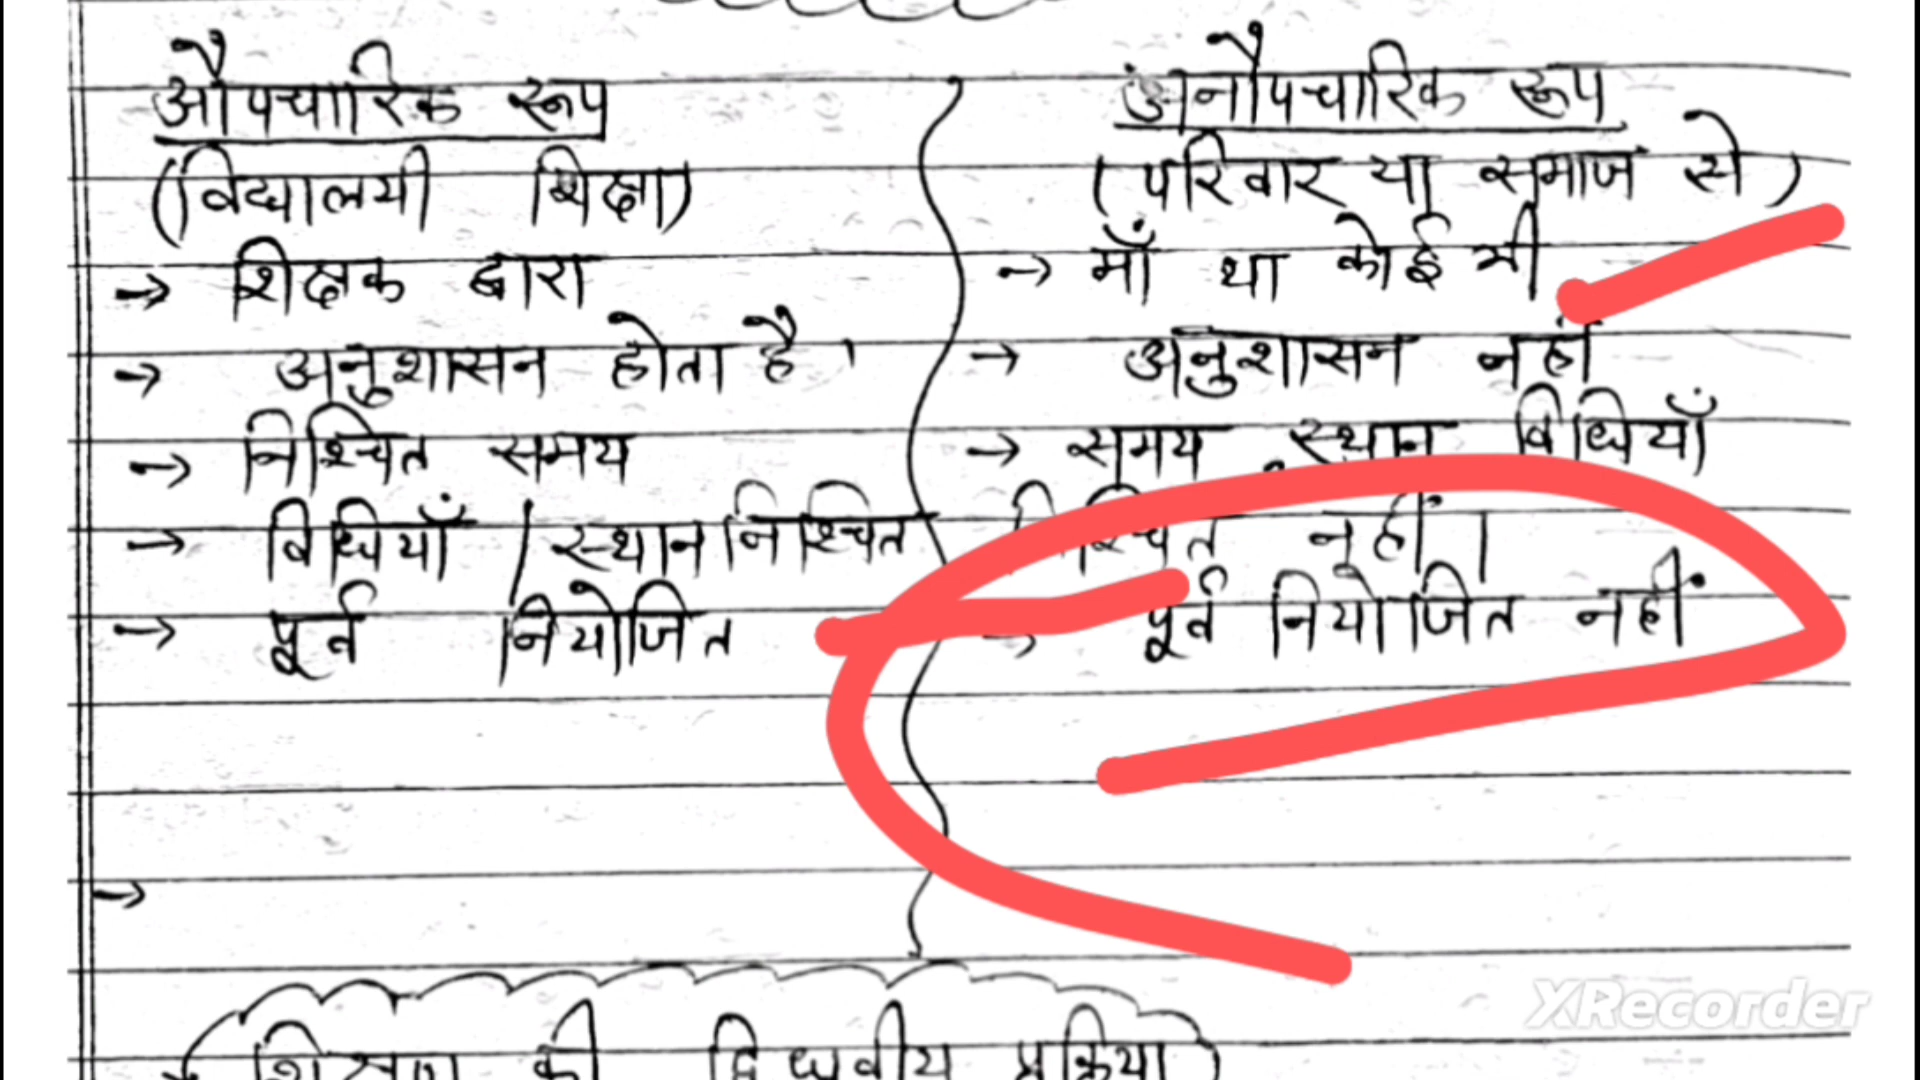 औपचारिक रूप
(विद्यालयी शिक्षा)
→ शिक्षक द्वारा
→ अनुशासन होता है ।
→ निश्चित समय
→ विधियाँ / स्थान निश्चित
→ पूर्व नियोजित
→
अनौपचारिक रूप
(परिवार या समाज से)
→ माँ या कोई भी
→ अनुशासन नहीं
→ समय, स्थान विधियाँ
निश्चित नहीं।
→ पूर्व नियोजित नहीं
शिक्षण की द्विध्रुवीय प्रक्रिया
XRecorder